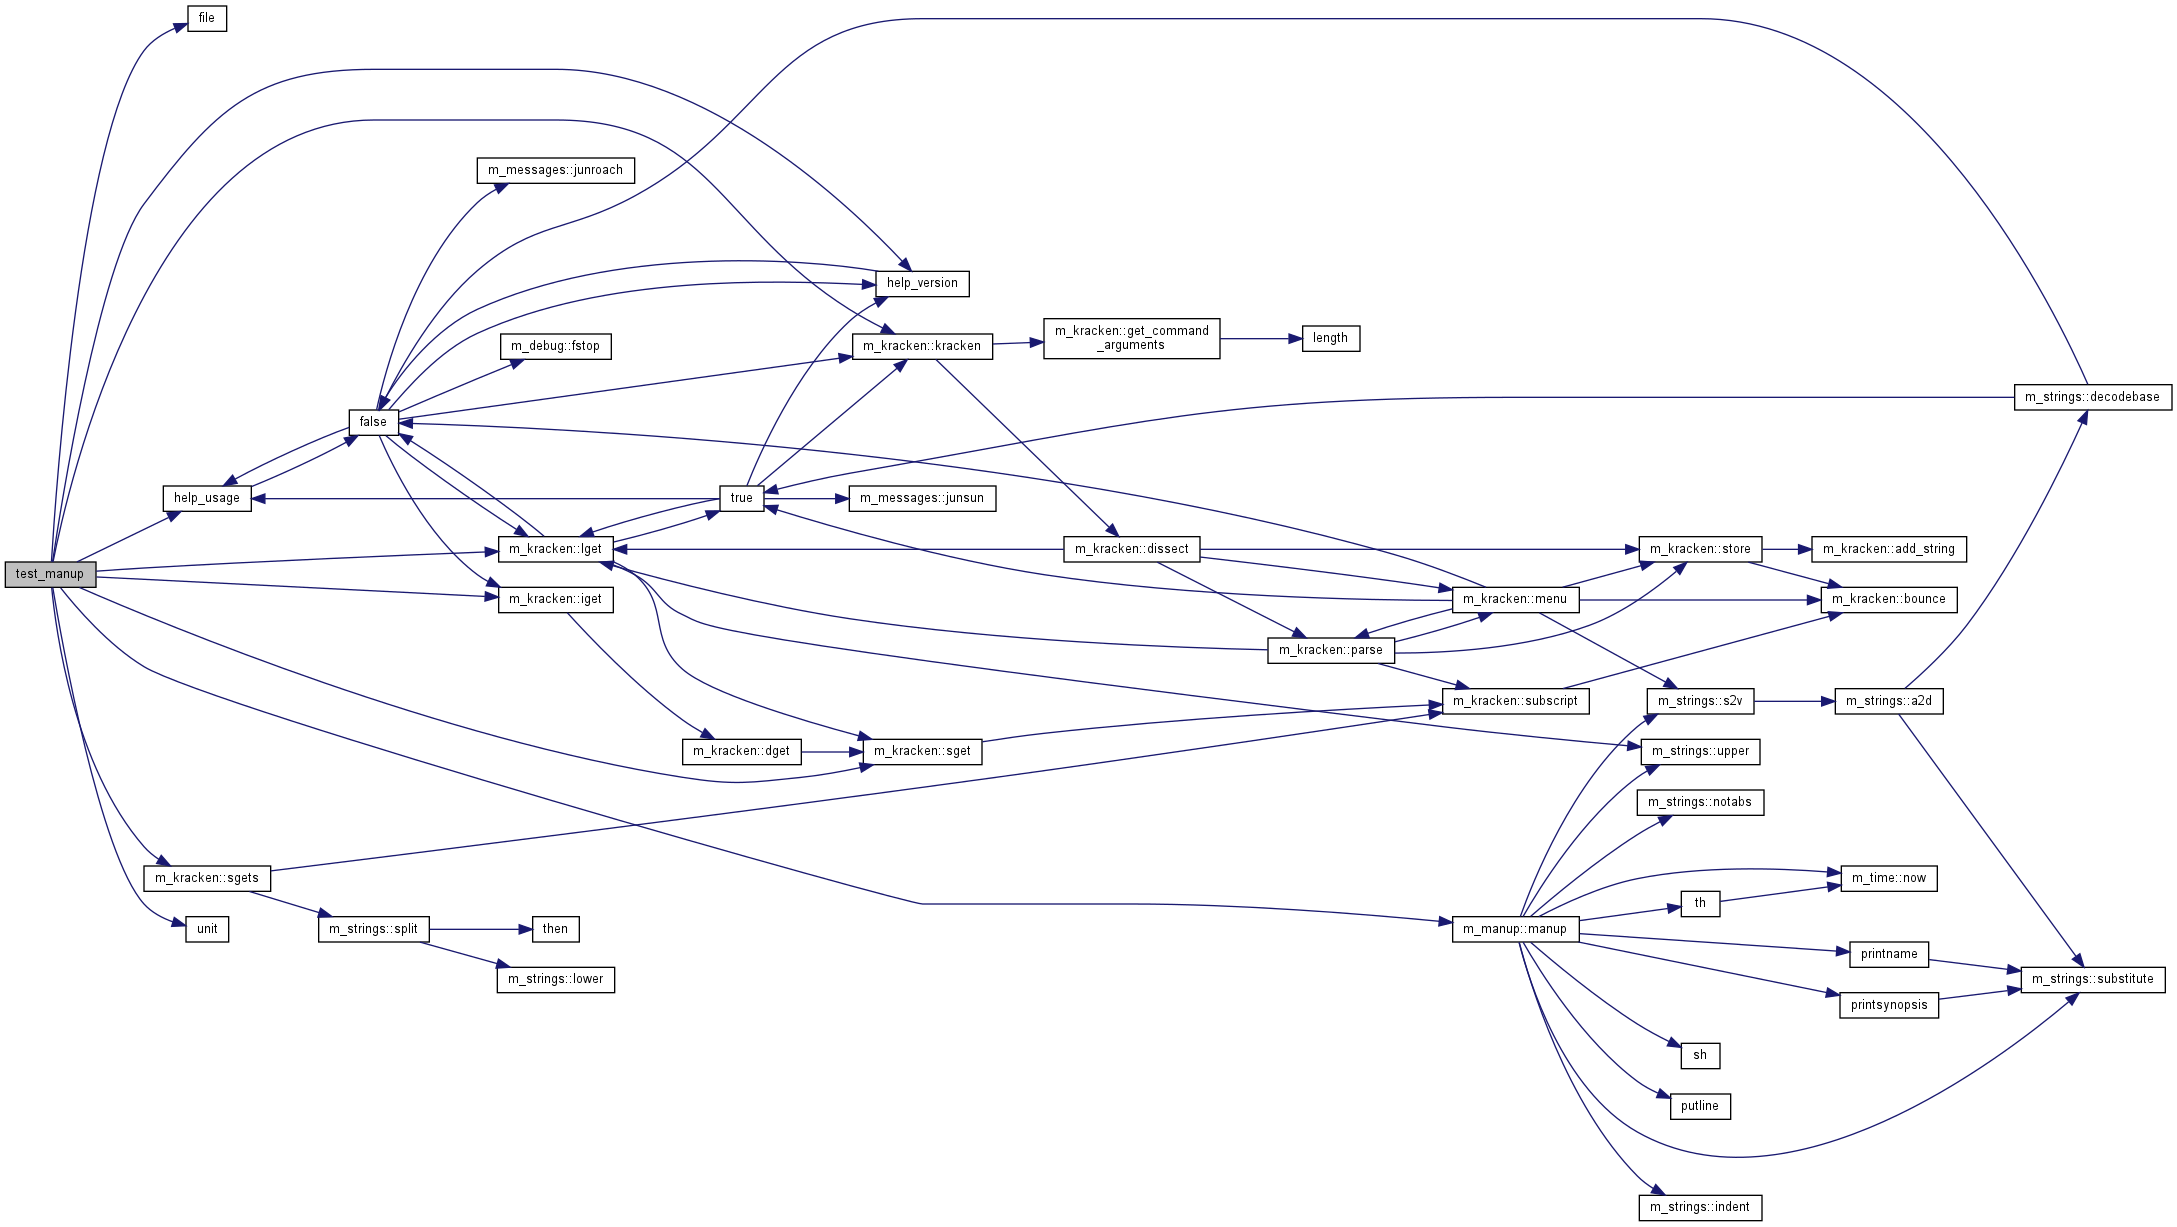 file
m_messages::junroach
help_version
m_kracken::get_command
_arguments
length
m_debug::fstop
m_kracken::kracken
m_strings::decodebase
false
help_usage
true
m_messages::junsun
m_kracken::lget
m_kracken::dissect
m_kracken::store
m_kracken::add_string
test_manup
m_kracken::iget
m_kracken::menu
m_kracken::bounce
m_kracken::parse
m_kracken::subscript
m_strings::s2v
m_strings::a2d
m_kracken::dget
m_kracken::sget
m_strings::upper
m_strings::notabs
m_kracken::sgets
m_time::now
th
unit
m_strings::split
then
m_manup::manup
printname
m_strings::lower
m_strings::substitute
printsynopsis
sh
putline
m_strings::indent